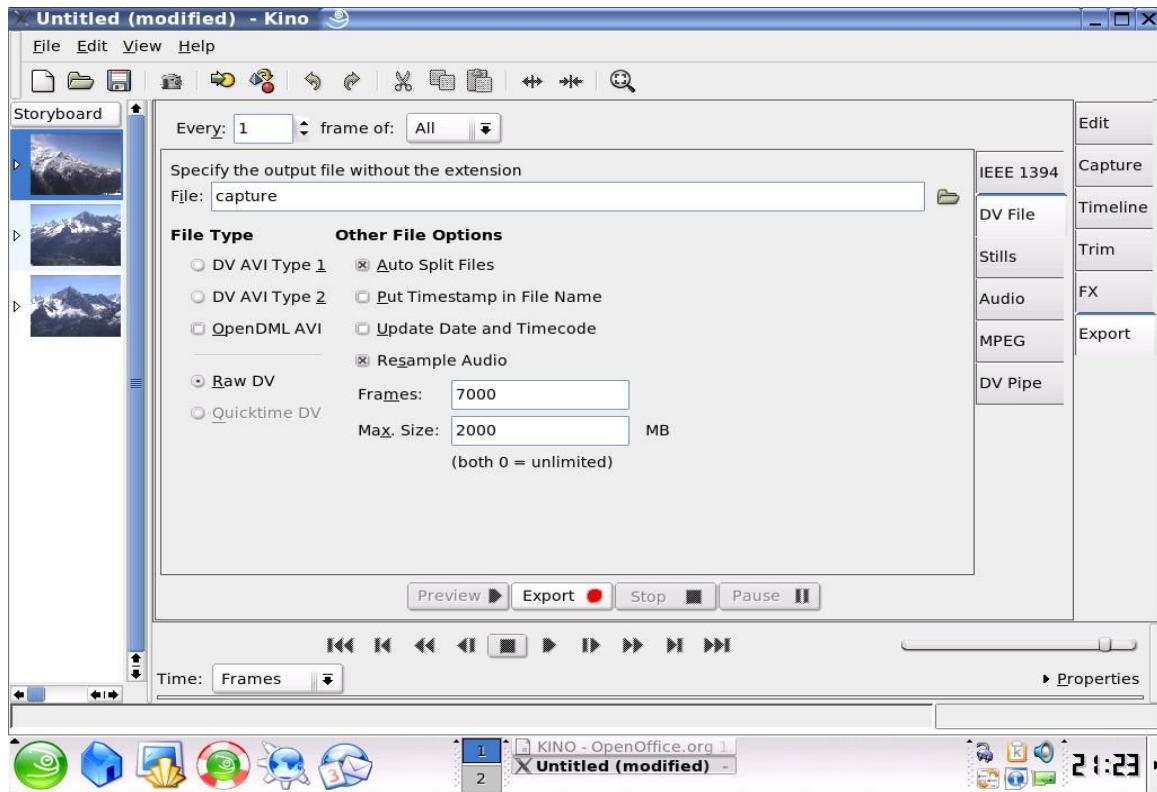 Untitled (modified) - Kino
File Edit View Help
Storyboard
Every: 1 frame of: All
Specify the output file without the extension
File: capture
File Type Other File Options
DV AVI Type 1 Auto Split Files
DV AVI Type 2 Put Timestamp in File Name
OpenDML AVI Update Date and Timecode
Resample Audio
Raw DV
Frames: 7000
Quicktime DV
Max. Size: 2000 MB
(both 0 = unlimited)
IEEE 1394
DV File
Stills
Audio
MPEG
DV Pipe
Edit
Capture
Timeline
Trim
FX
Export
Preview Export Stop Pause
Time: Frames Properties
3
1
2
KINO - OpenOffice.org 1
Untitled (modified) -
21:23